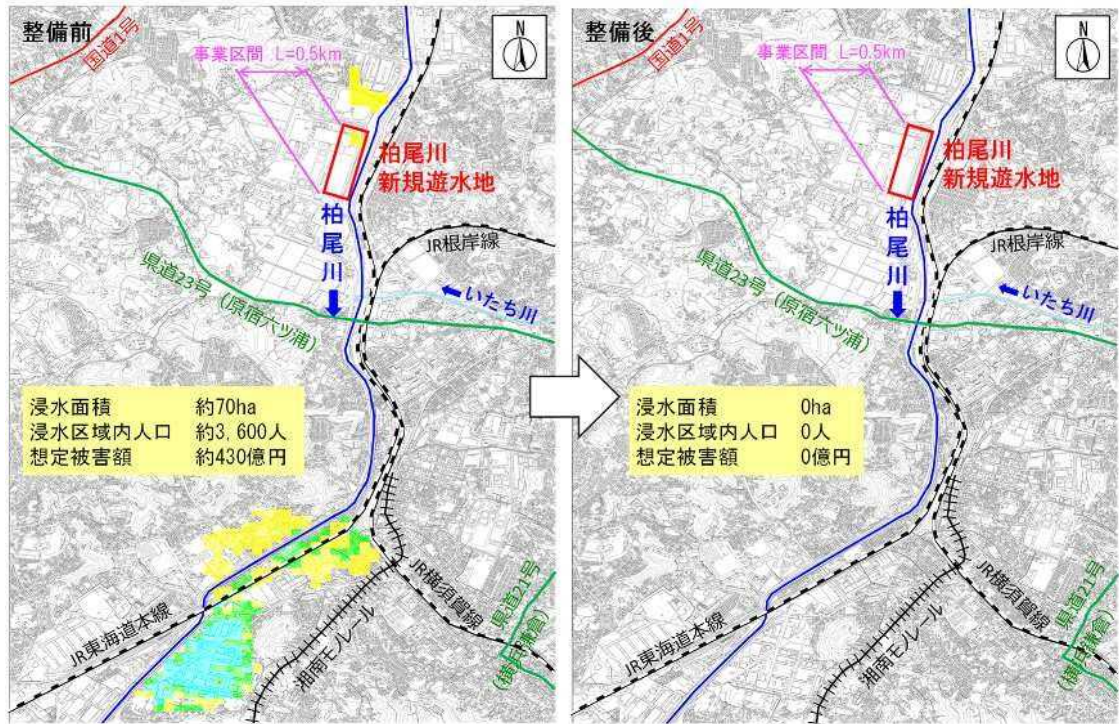 整備前
国道1号
事業区間 L=0.5km
N
柏尾川
新規遊水地
柏尾川
JR根岸線
いたち川
県道23号（原宿六ツ浦）
浸水面積 約70ha
浸水区域内人口 約3,600人
想定被害額 約430億円
JR東海道本線
湘南モノレール
JR横須賀線
県道21号
（横浜鎌倉）
整備後
国道1号
事業区間 L=0.5km
N
柏尾川
新規遊水地
柏尾川
JR根岸線
いたち川
県道23号（原宿六ツ浦）
浸水面積 0ha
浸水区域内人口 0人
想定被害額 0億円
JR東海道本線
湘南モノレール
JR横須賀線
県道21号
（横浜鎌倉）